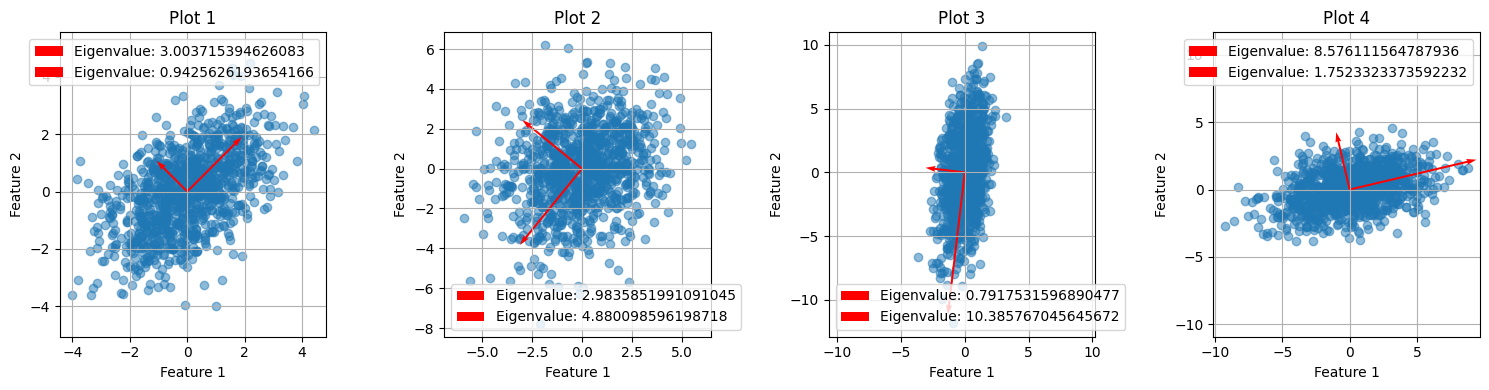 Plot 1
Eigenvalue: 3.003715394626083
Eigenvalue: 0.9425626193654166
4
2
0
−2
−4
Feature 2
−4 −2 0 2 4
Feature 1
Plot 2
6
4
2
0
−2
−4
−6
−8
Feature 2
Eigenvalue: 2.9835851991091045
Eigenvalue: 4.880098596198718
−5.0 −2.5 0.0 2.5 5.0
Feature 1
Plot 3
10
5
0
−5
−10
Feature 2
Eigenvalue: 0.7917531596890477
Eigenvalue: 10.385767045645672
−10 −5 0 5 10
Feature 1
Plot 4
Eigenvalue: 8.576111564787936
Eigenvalue: 1.7523323373592232
10
5
0
−5
−10
Feature 2
−10 −5 0 5
Feature 1